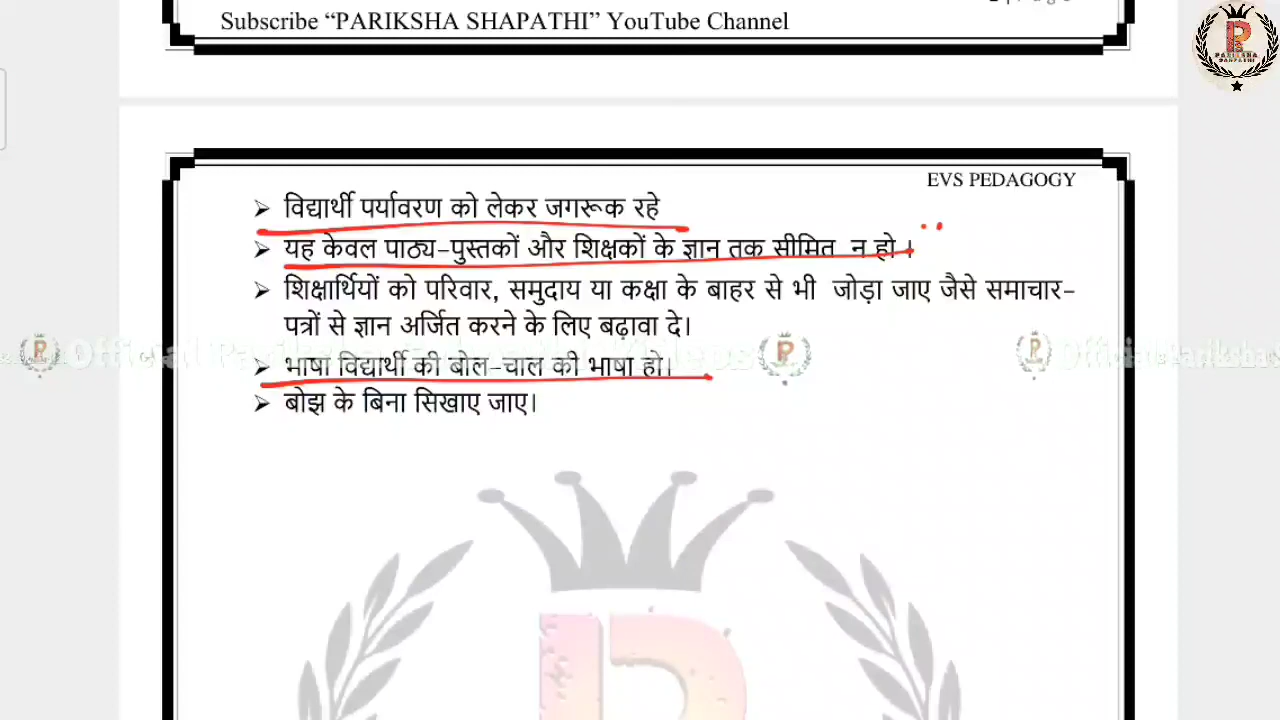 Subscribe “PARIKSHA SHAPATHI” YouTube Channel
EVS PEDAGOGY
➢ विद्यार्थी पर्यावरण को लेकर जगरूक रहे
➢ यह केवल पाठ्य-पुस्तकों और शिक्षकों के ज्ञान तक सीमित न हो ।
➢ शिक्षार्थियों को परिवार, समुदाय या कक्षा के बाहर से भी जोड़ा जाए जैसे समाचार-
पत्रों से ज्ञान अर्जित करने के लिए बढ़ावा दे।
➢ भाषा विद्यार्थी की बोल-चाल की भाषा हो।
➢ बोझ के बिना सिखाए जाए।